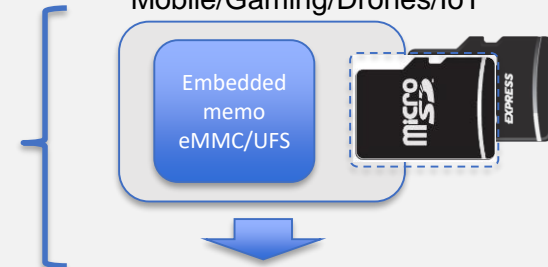 Mobile/Gaming/Drones/IoT
Embedded
memo
eMMC/UFS
micro
SD
EXPRESS